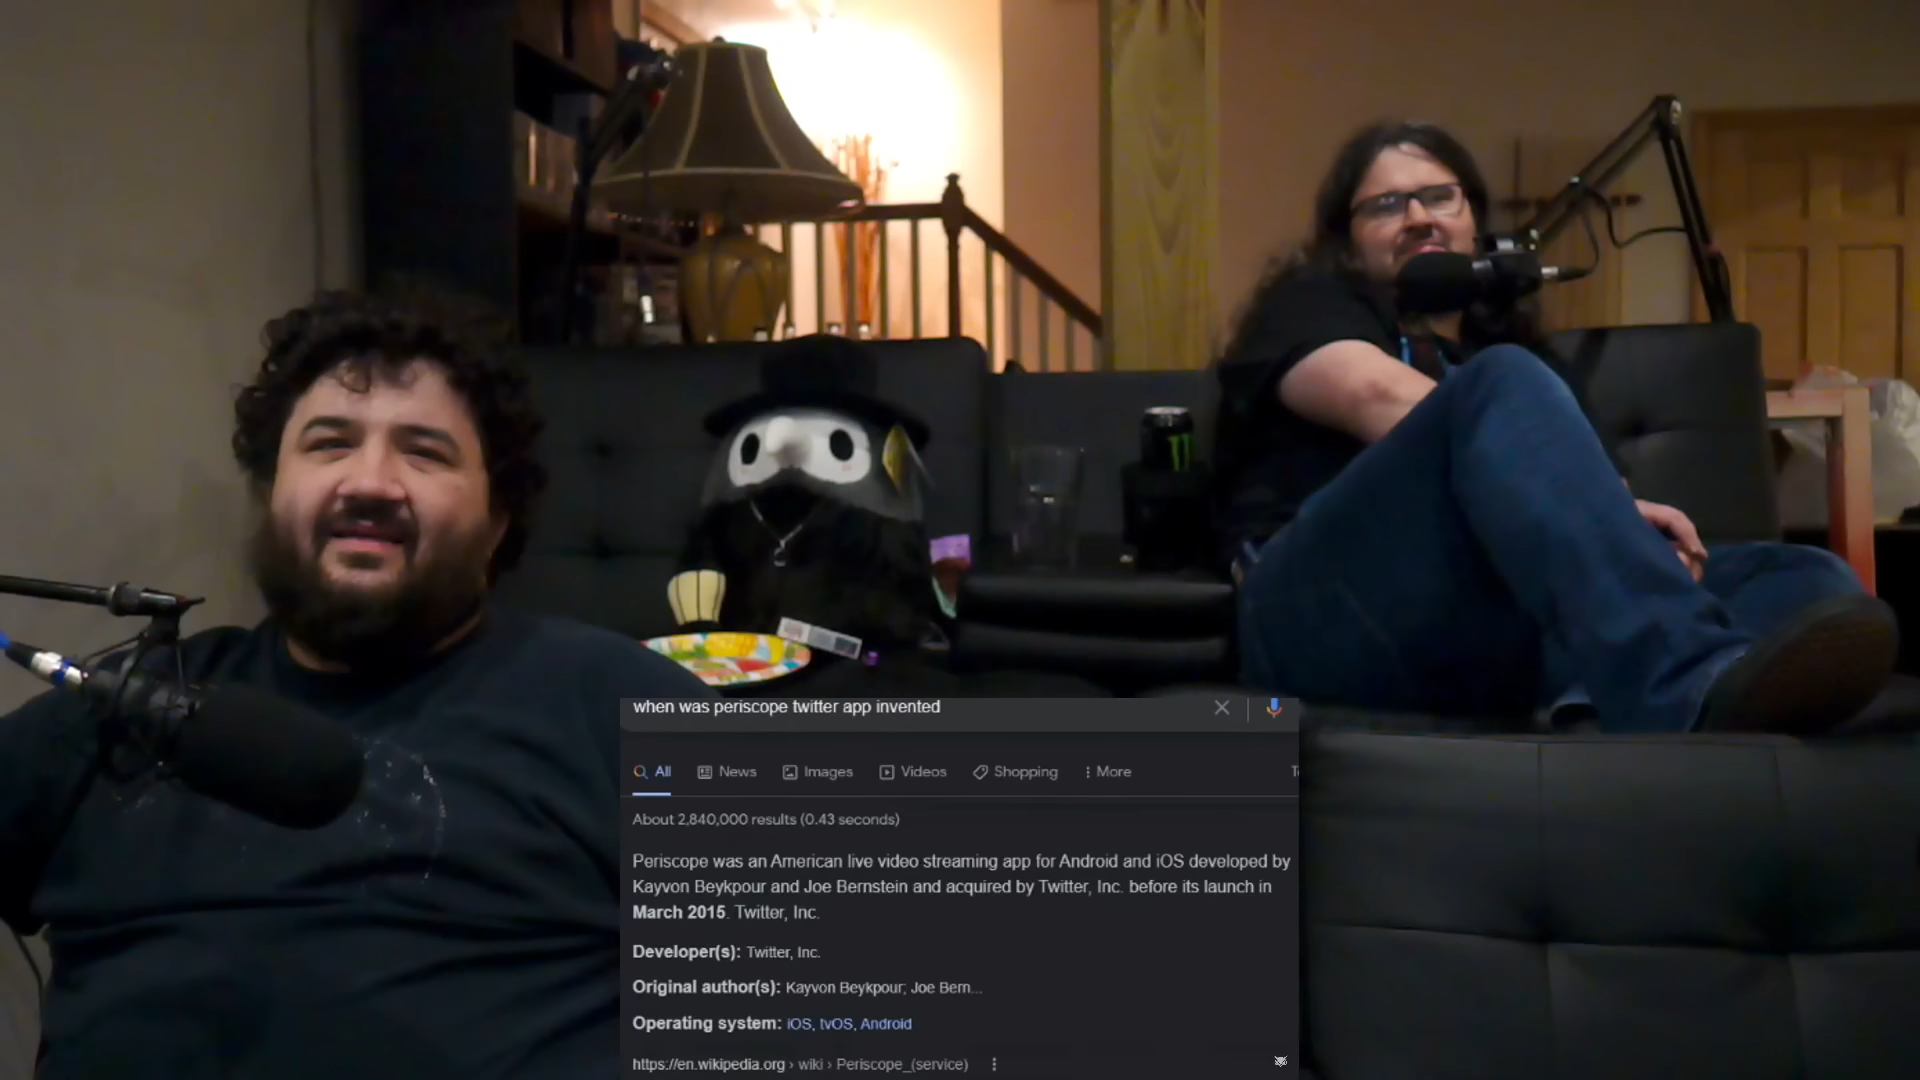 when was periscope twitter app invented
All News Images Videos Shopping More
About 2,840,000 results (0.43 seconds)
Periscope was an American live video streaming app for Android and iOS developed by
Kayvon Beykpour and Joe Bernstein and acquired by Twitter, Inc. before its launch in
March 2015. Twitter, Inc.
Developer(s): Twitter, Inc.
Original author(s): Kayvon Beykpour; Joe Bern...
Operating system: iOS, tvOS, Android
https://en.wikipedia.org › wiki › Periscope_(service)